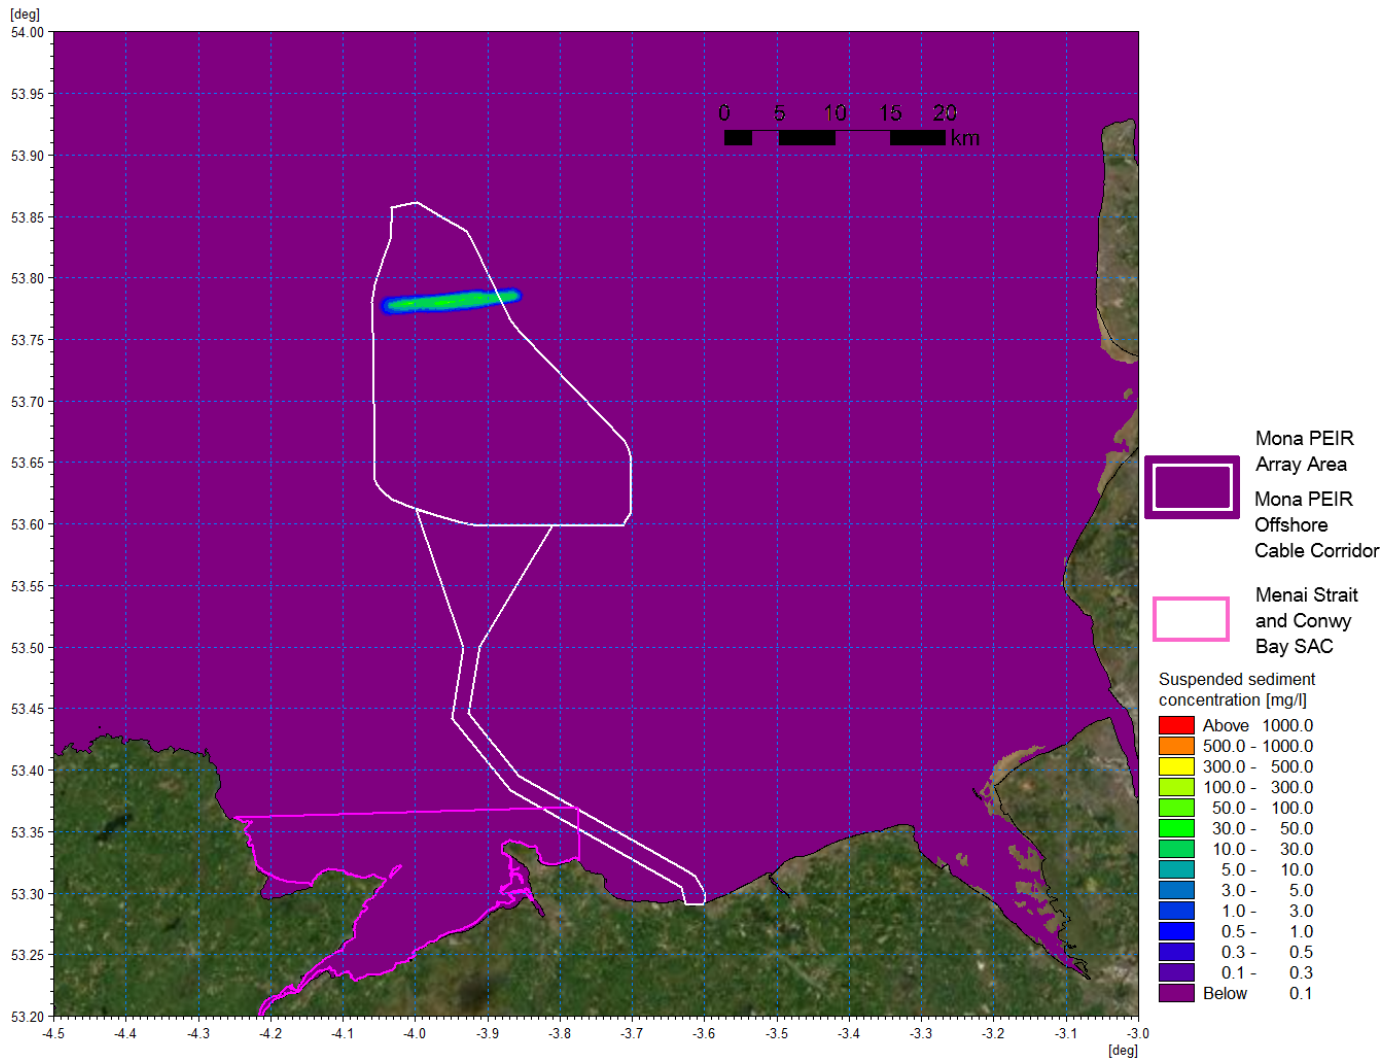 [deg]
54.00
53.95
53.90
53.85
53.80
53.75
53.70
53.65
53.60
53.55
53.50
53.45
53.40
53.35
53.30
53.25
53.20
-4.5 -4.4 -4.3 -4.2 -4.1 -4.0 -3.9 -3.8 -3.7 -3.6 -3.5 -3.4 -3.3 -3.2 -3.1 -3.0
[deg]
0 5 10 15 20
km
Mona PEIR
Array Area
Mona PEIR
Offshore
Cable Corridor
Menai Strait
and Conwy
Bay SAC
Suspended sediment
concentration [mg/l]
Above 1000.0
500.0 - 1000.0
300.0 - 500.0
100.0 - 300.0
50.0 - 100.0
30.0 - 50.0
10.0 - 30.0
5.0 - 10.0
3.0 - 5.0
1.0 - 3.0
0.5 - 1.0
0.3 - 0.5
0.1 - 0.3
Below 0.1